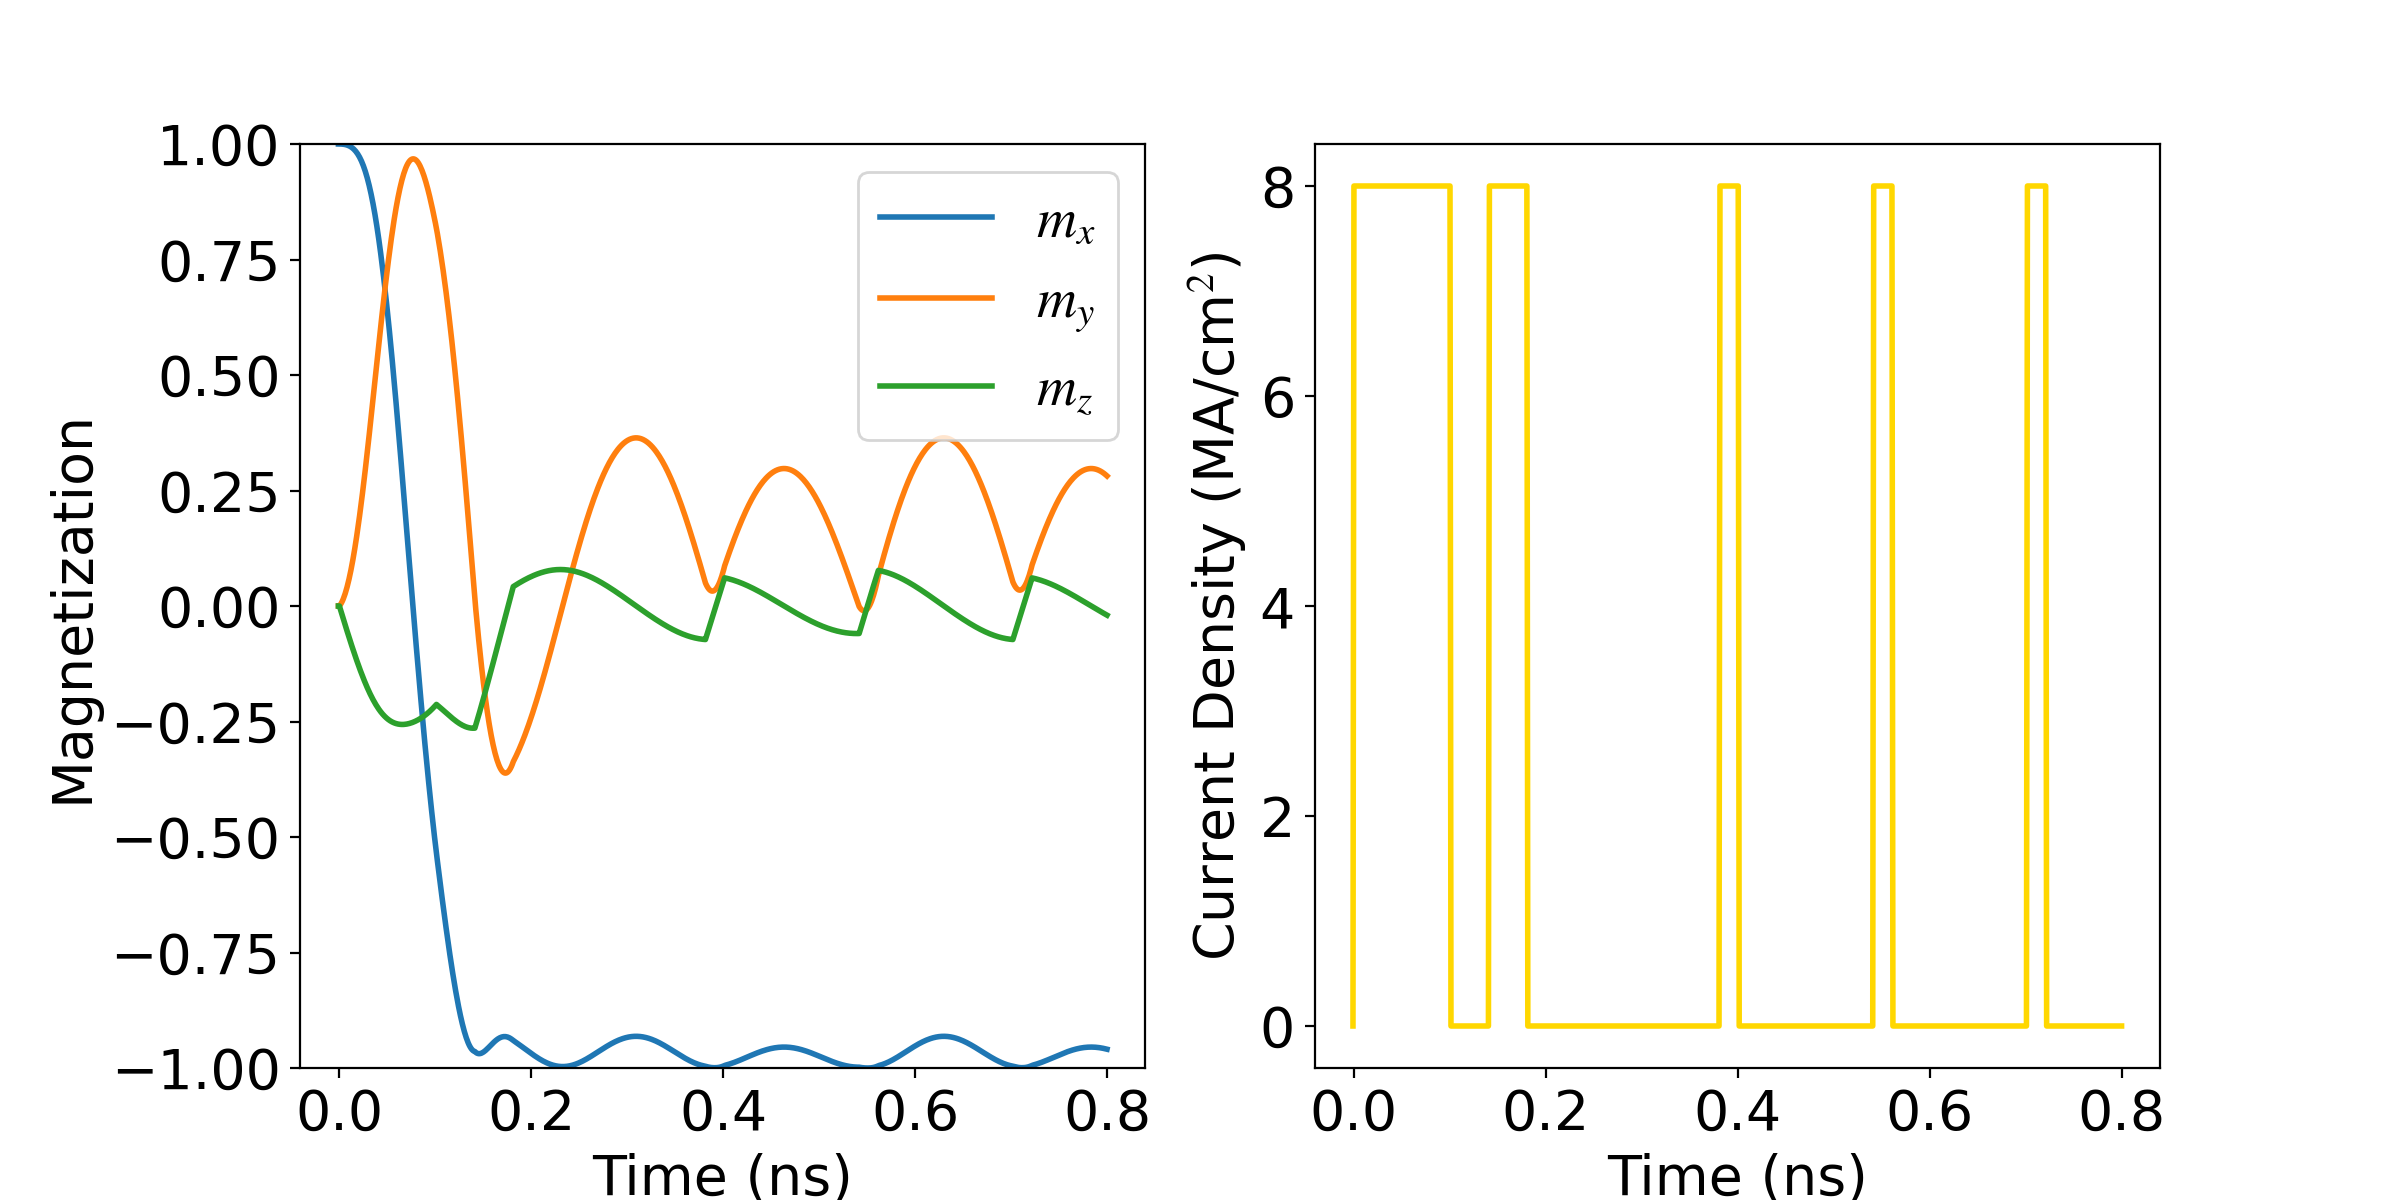 Magnetization
1.00
0.75
0.50
0.25
0.00
−0.25
−0.50
−0.75
−1.00
0.0 0.2 0.4 0.6 0.8
Time (ns)
m_x
m_y
m_z
Current Density (MA/cm²)
8
6
4
2
0
0.0 0.2 0.4 0.6 0.8
Time (ns)